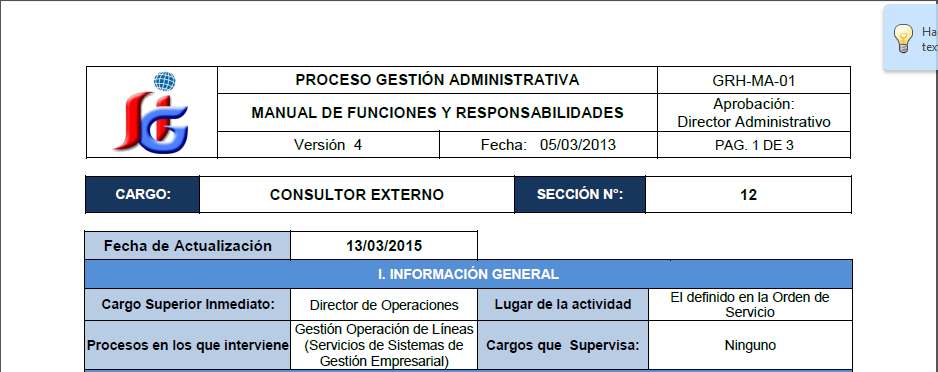 Ha
tex
PROCESO GESTIÓN ADMINISTRATIVA
GRH-MA-01
MANUAL DE FUNCIONES Y RESPONSABILIDADES
Aprobación:
Director Administrativo
Versión 4
Fecha: 05/03/2013
PAG. 1 DE 3
CARGO:
CONSULTOR EXTERNO
SECCIÓN N°:
12
Fecha de Actualización
13/03/2015
I. INFORMACIÓN GENERAL
Cargo Superior Inmediato:
Director de Operaciones
Lugar de la actividad
El definido en la Orden de
Servicio
Procesos en los que interviene
Gestión Operación de Líneas
(Servicios de Sistemas de
Gestión Empresarial)
Cargos que Supervisa:
Ninguno